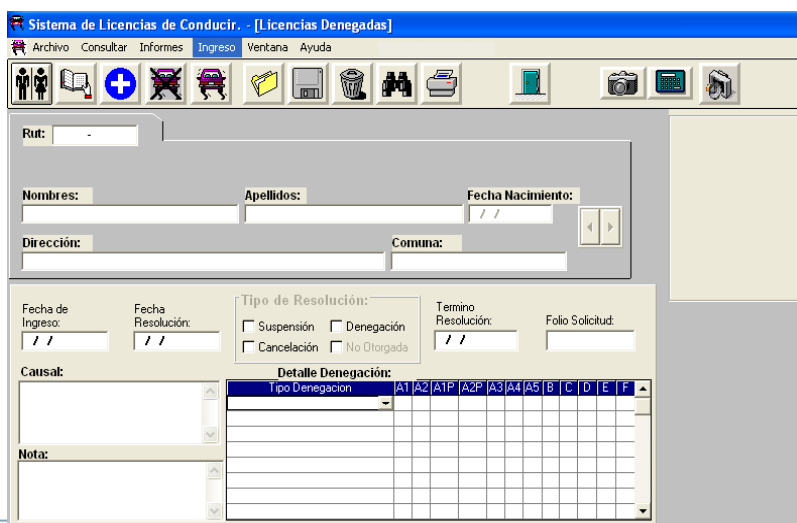 Sistema de Licencias de Conducir. - [Licencias Denegadas]
Archivo Consultar Informes Ingreso Ventana Ayuda
Rut: -
Nombres: Apellidos: Fecha Nacimiento:
/ /
Dirección: Comuna:
Fecha de Ingreso: Fecha Resolución: Tipo de Resolución: Termino Resolución: Folio Solicitud:
Suspensión Denegación
/ / / / / /
Cancelación No Otorgada
Causal: Detalle Denegación:
Tipo Denegacion A1 A2 A1P A2P A3 A4 A5 B C D E F
Nota: